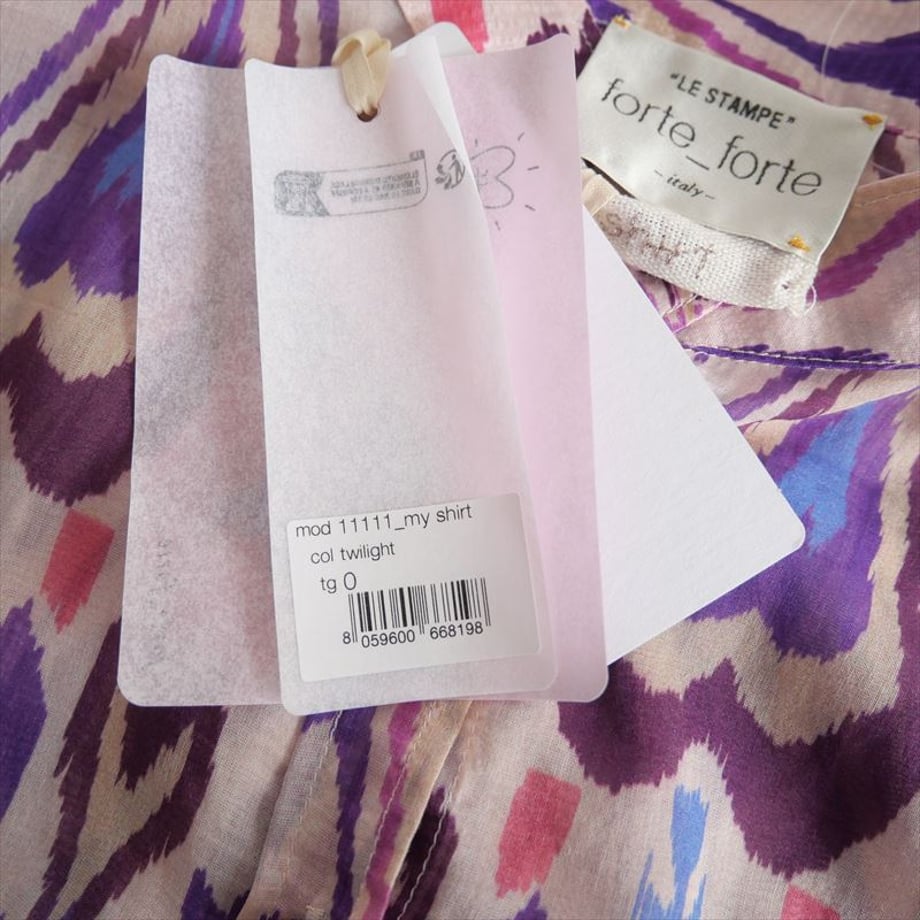 "LE STAMPE"
forte_forte
- italy -
mod 11111_my shirt
col twilight
tg 0
8 059600 668198